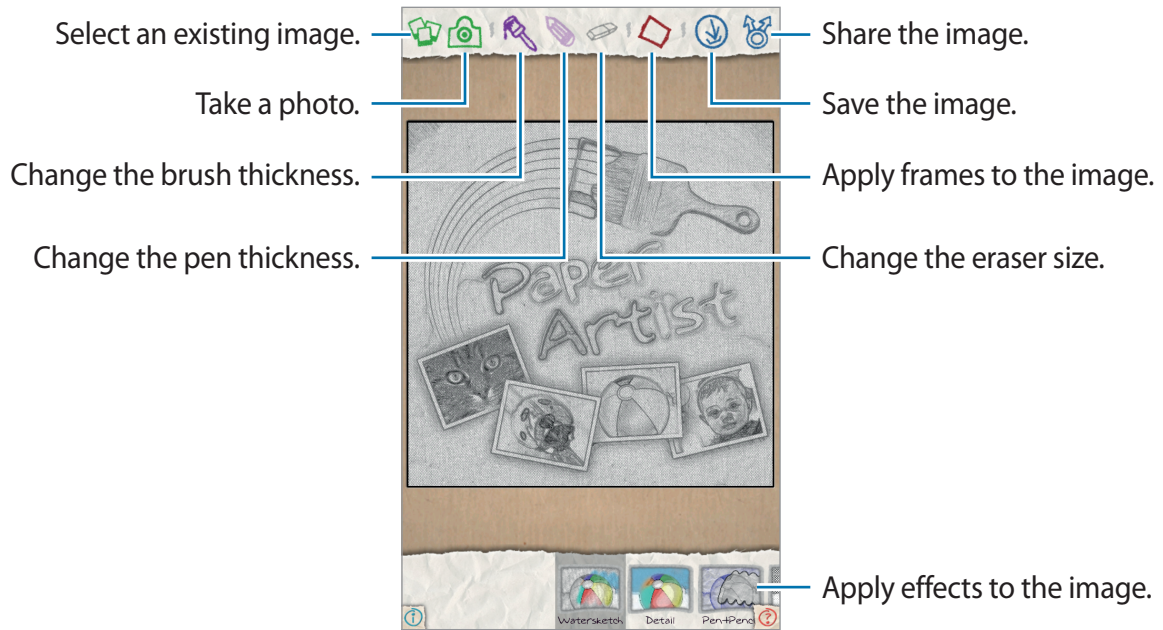 Select an existing image.
Share the image.
Take a photo.
Save the image.
Change the brush thickness.
Apply frames to the image.
Change the pen thickness.
Change the eraser size.
Paper
Artist
Apply effects to the image.
Watersketch
Detail
Pen+Penci
i
?